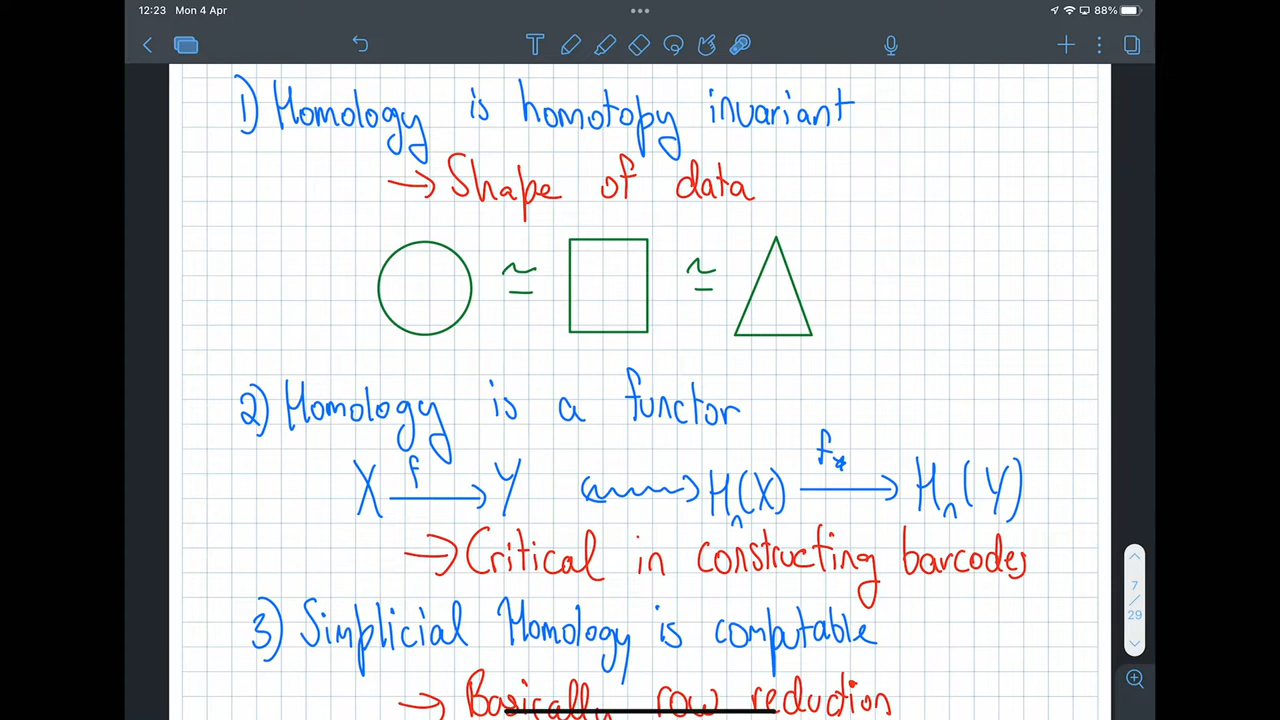 12:23 Mon 4 Apr
88%
1) Homology is homotopy invariant
→ Shape of data
≅ ≅
2) Homology is a functor
X f→ Y ⟿ Hn(X) f*→ Hn(Y)
→ Critical in constructing barcodes
7
/
29
3) Simplicial Homology is computable
→ Basically row reduction